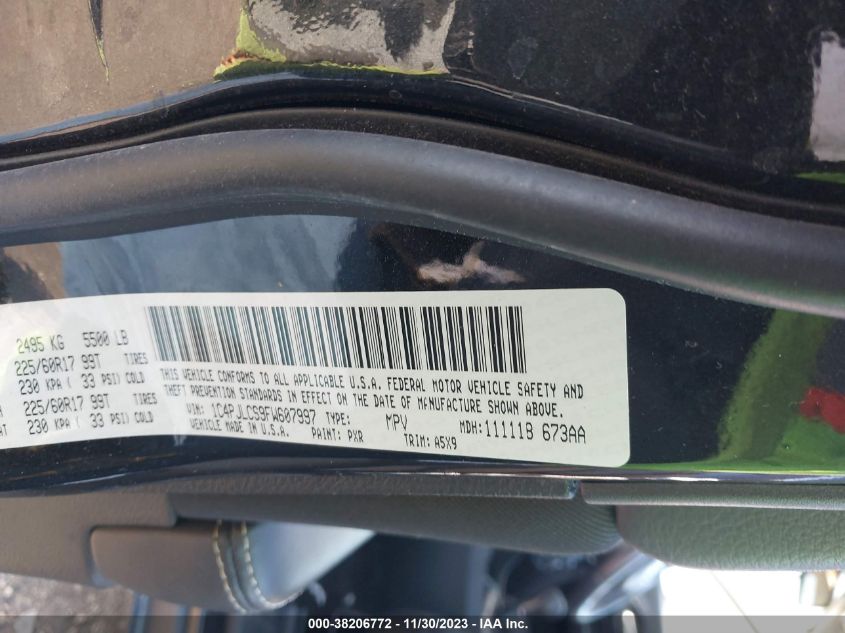 2495 KG 5500 LB
225/60R17 99T TIRES
230 KPA ( 33 PSI) COLD
225/60R17 99T TIRES
230 KPA ( 33 PSI) COLD
THIS VEHICLE CONFORMS TO ALL APPLICABLE U.S.A. FEDERAL MOTOR VEHICLE SAFETY AND
THEFT PREVENTION STANDARDS IN EFFECT ON THE DATE OF MANUFACTURE SHOWN ABOVE.
VIN: 1C4PJLCS9FW607997 TYPE: MPV MDH: 111118 673AA
VEHICLE MADE IN U.S.A. PAINT: PXR TRIM: A5X9
000-38206772 - 11/30/2023 - IAA Inc.